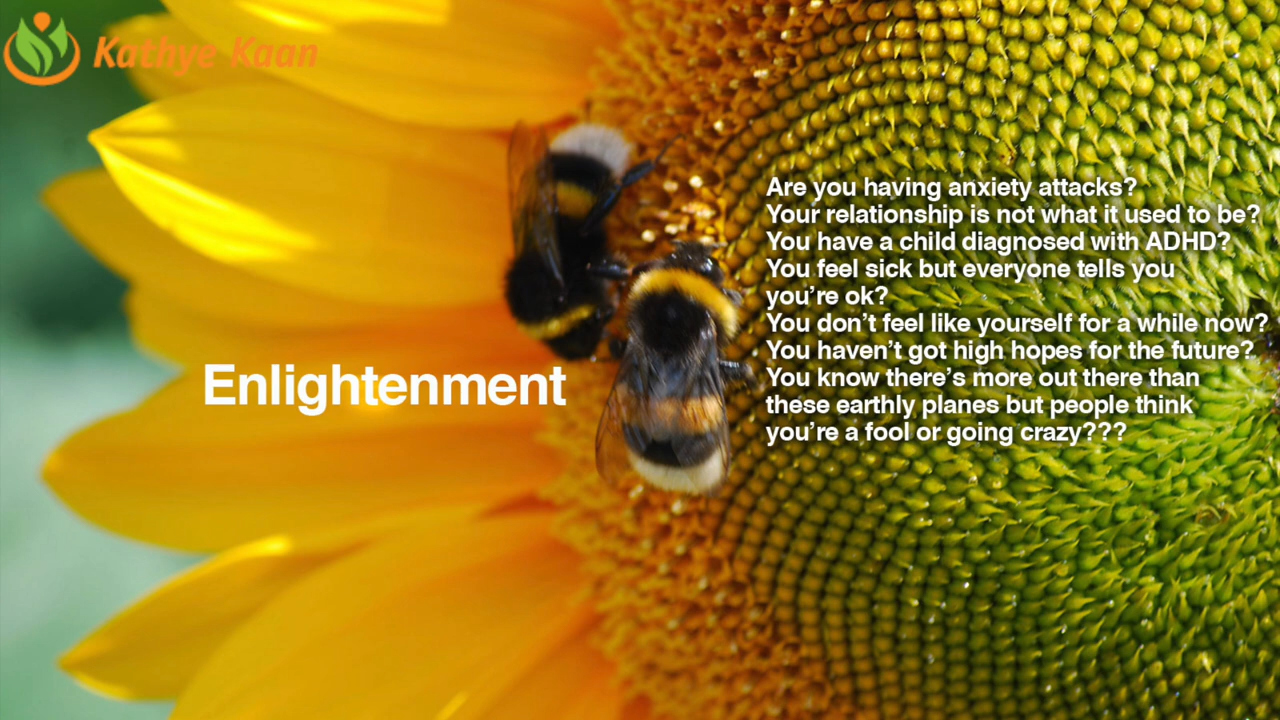 Kathye Kaan
Enlightenment
Are you having anxiety attacks?
Your relationship is not what it used to be?
You have a child diagnosed with ADHD?
You feel sick but everyone tells you
you’re ok?
You don’t feel like yourself for a while now?
You haven’t got high hopes for the future?
You know there’s more out there than
these earthly planes but people think
you’re a fool or going crazy???